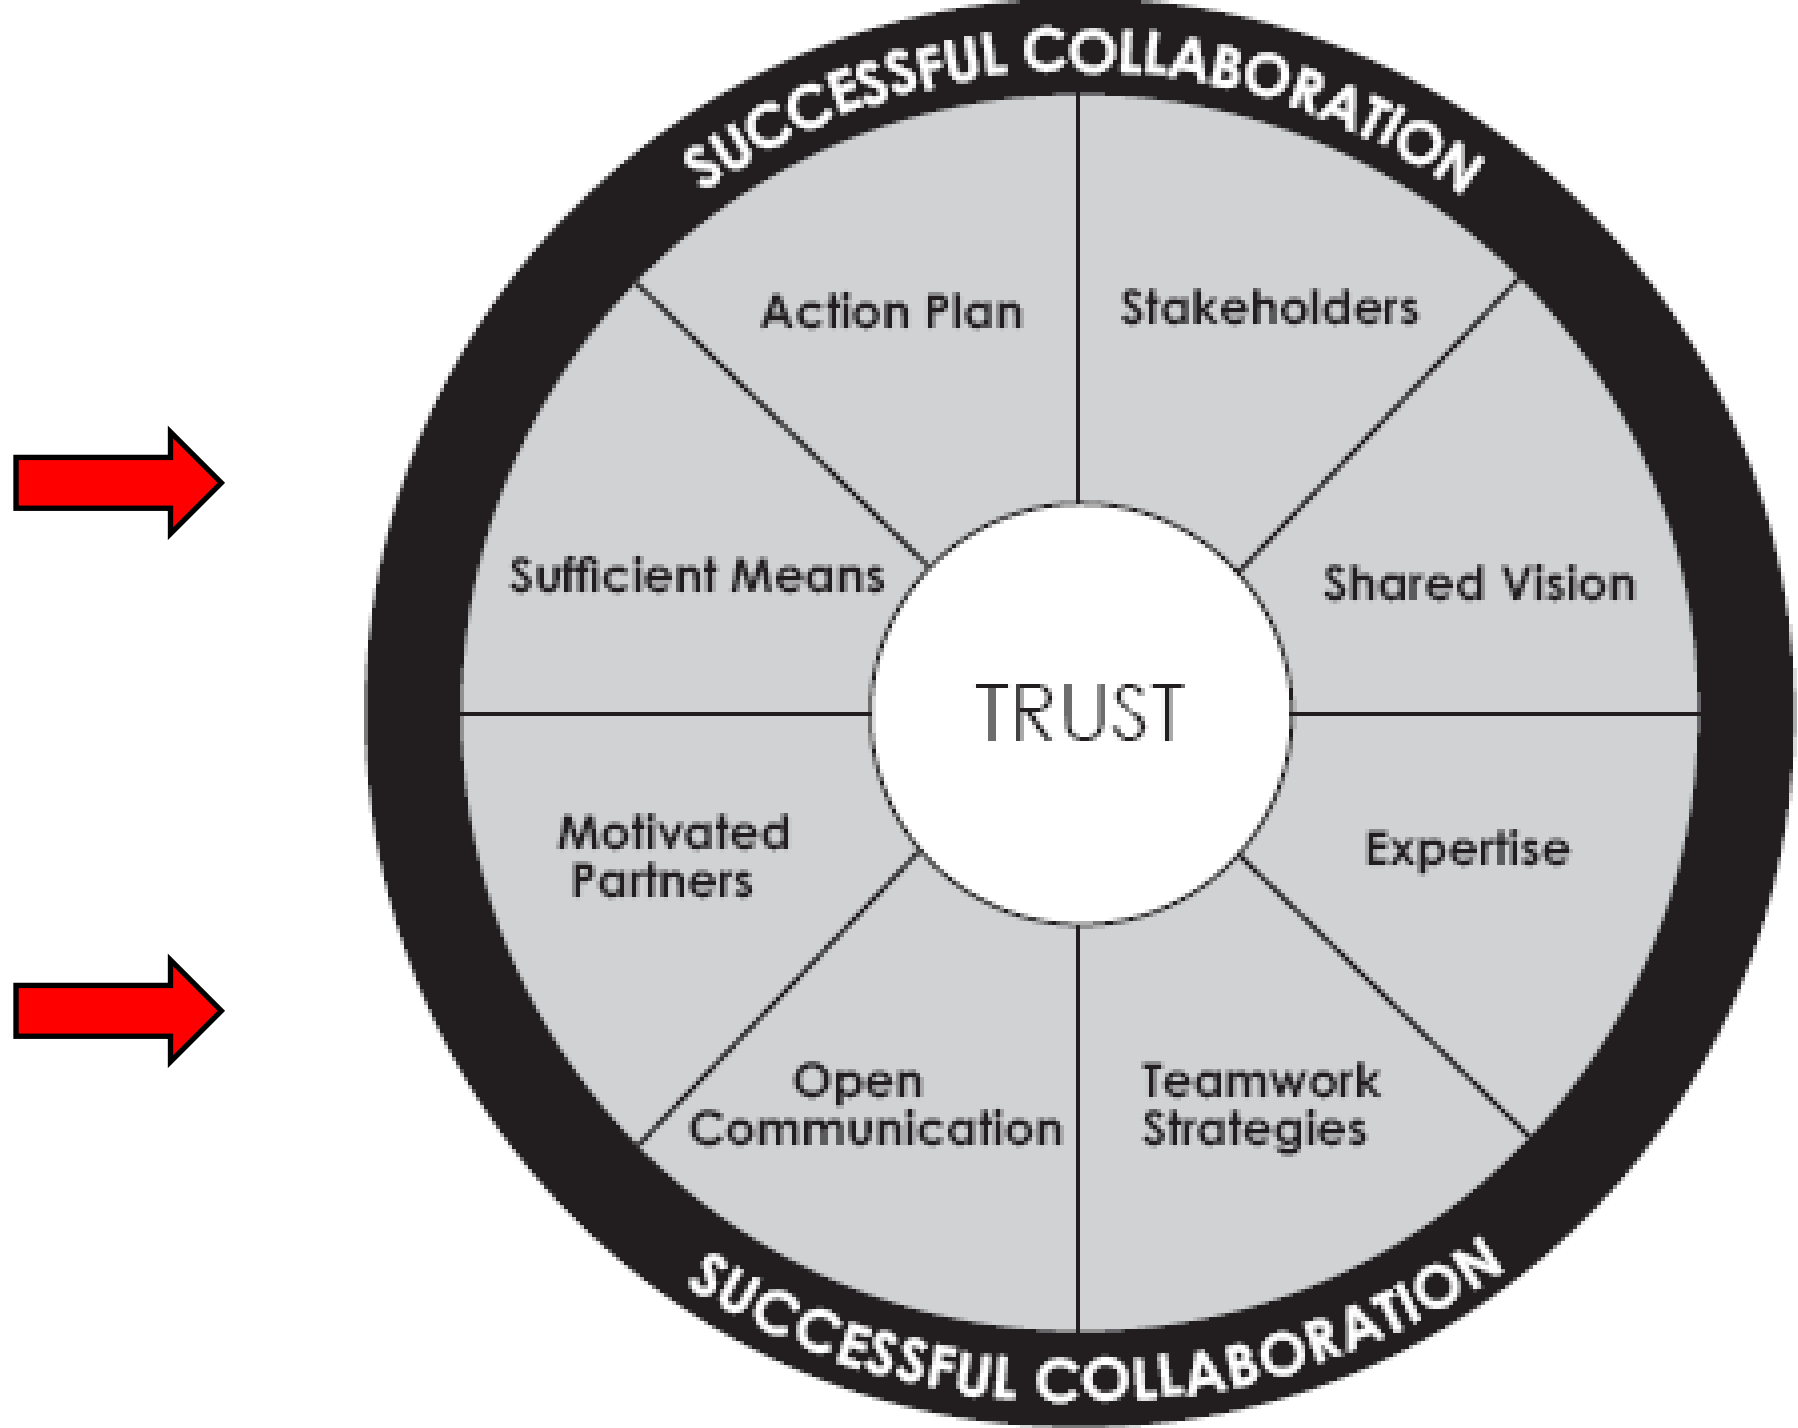 SUCCESSFUL COLLABORATION
Action Plan
Stakeholders
Sufficient Means
Shared Vision
TRUST
Motivated
Partners
Expertise
Open
Communication
Teamwork
Strategies
SUCCESSFUL COLLABORATION